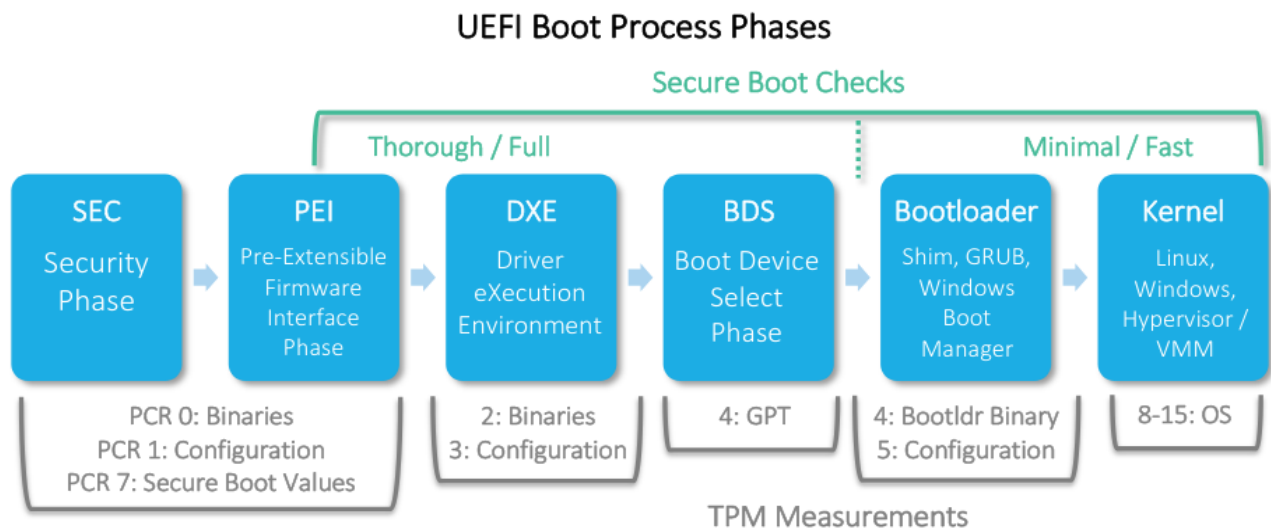 UEFI Boot Process Phases
Secure Boot Checks
Thorough / Full
Minimal / Fast
SEC
Security
Phase
PEI
Pre-Extensible
Firmware
Interface
Phase
DXE
Driver
eXecution
Environment
BDS
Boot Device
Select
Phase
Bootloader
Shim, GRUB,
Windows
Boot
Manager
Kernel
Linux,
Windows,
Hypervisor /
VMM
PCR 0: Binaries
PCR 1: Configuration
PCR 7: Secure Boot Values
2: Binaries
3: Configuration
4: GPT
4: Bootldr Binary
5: Configuration
8-15: OS
TPM Measurements